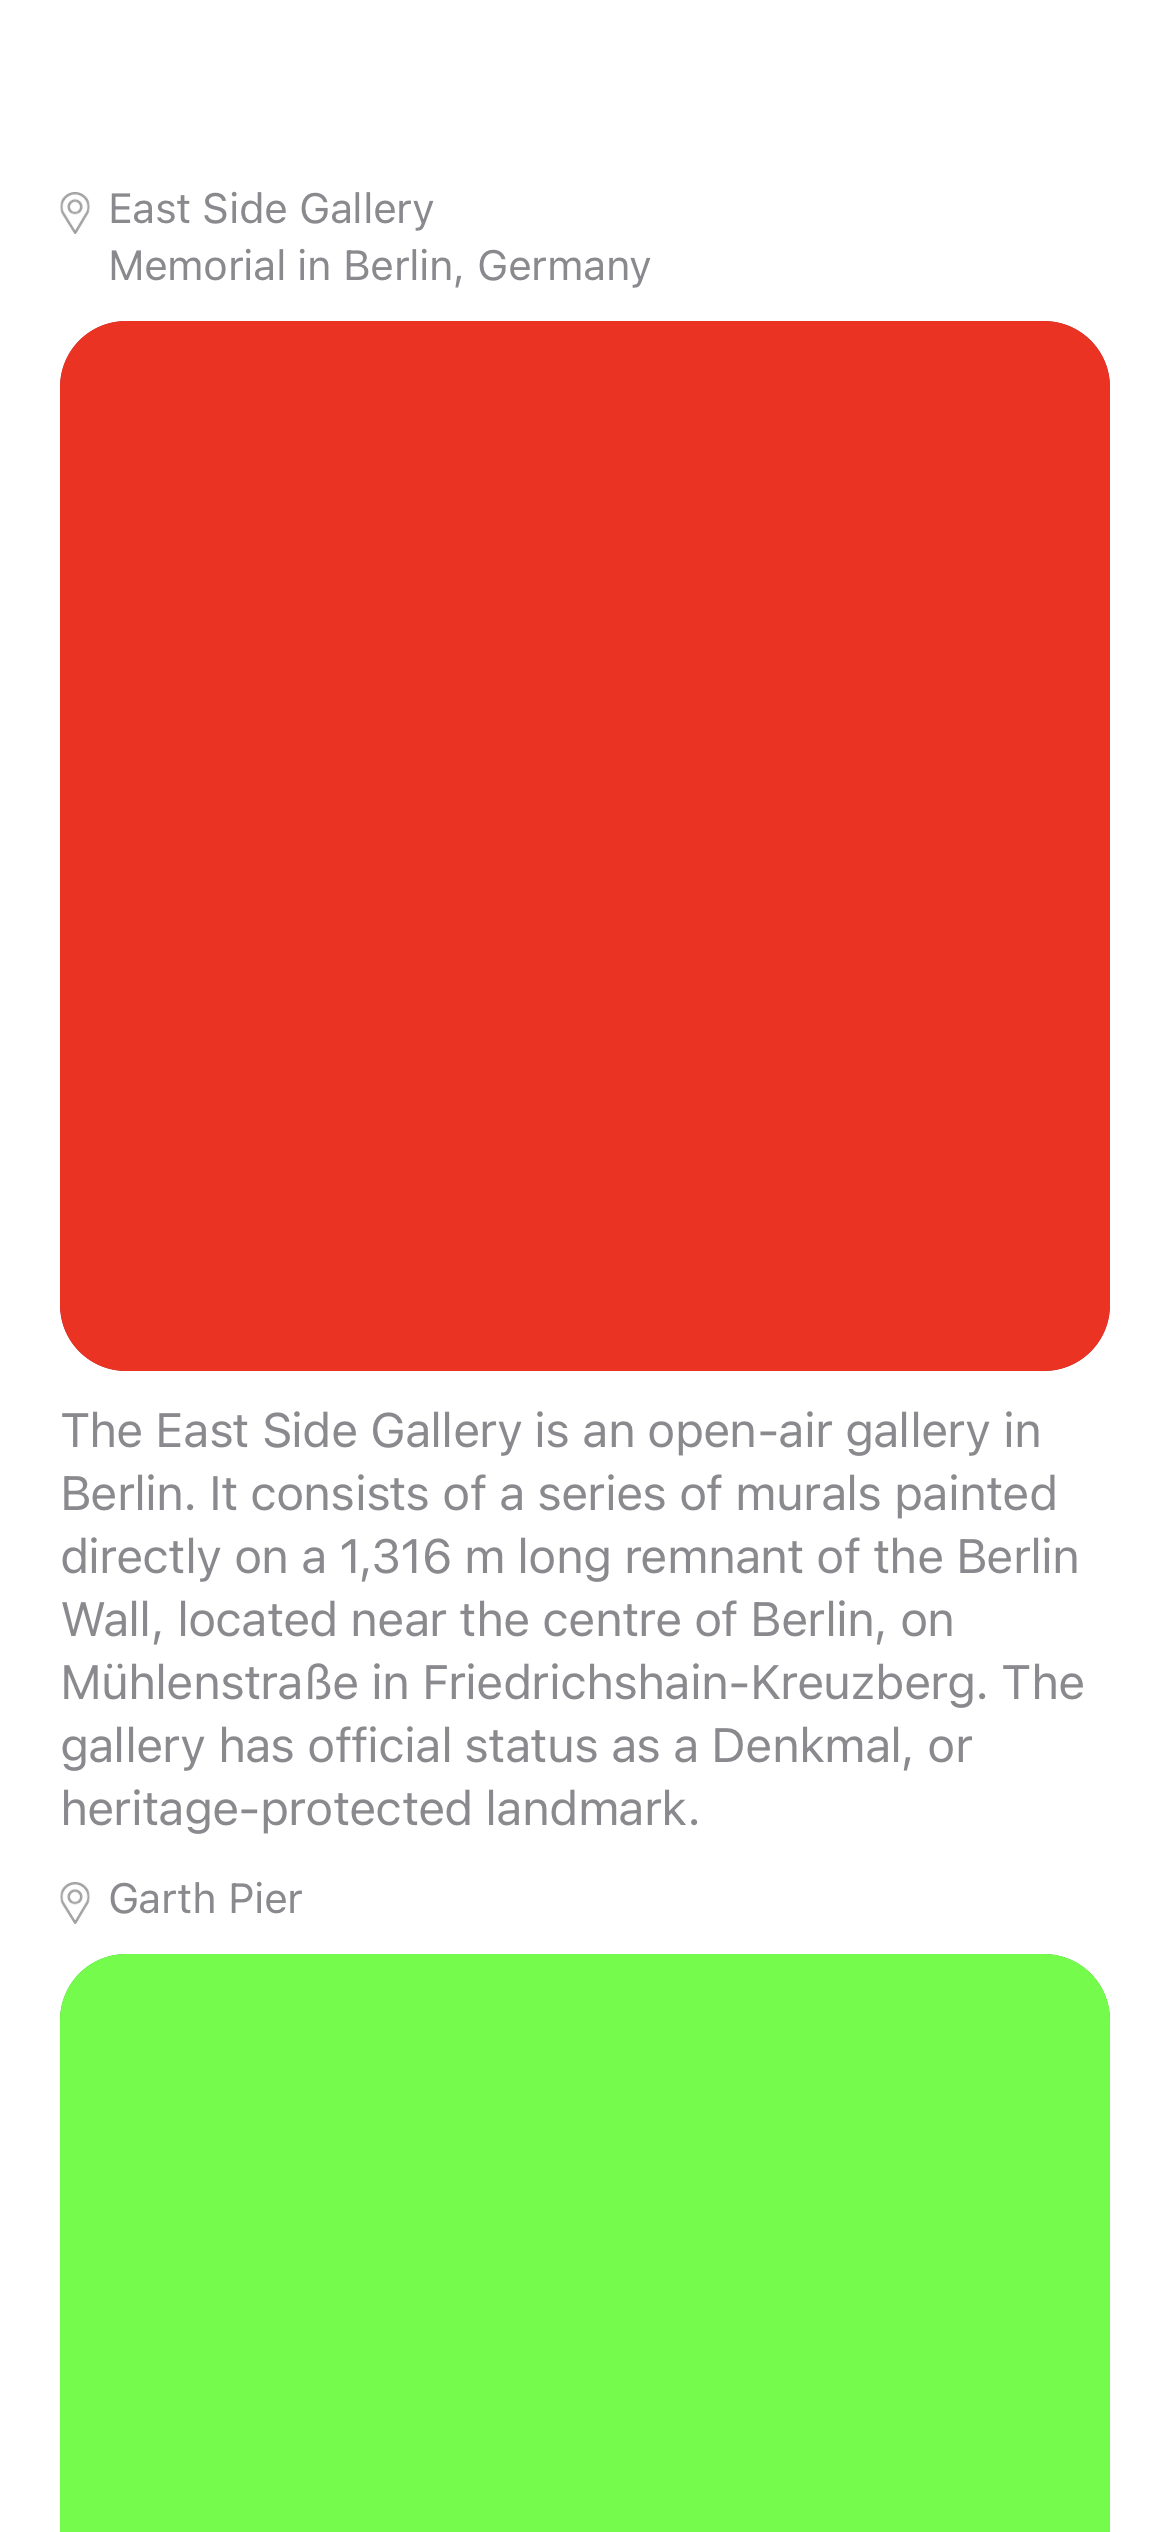 East Side Gallery
Memorial in Berlin, Germany
The East Side Gallery is an open-air gallery in
Berlin. It consists of a series of murals painted
directly on a 1,316 m long remnant of the Berlin
Wall, located near the centre of Berlin, on
Mühlenstraße in Friedrichshain-Kreuzberg. The
gallery has official status as a Denkmal, or
heritage-protected landmark.
Garth Pier